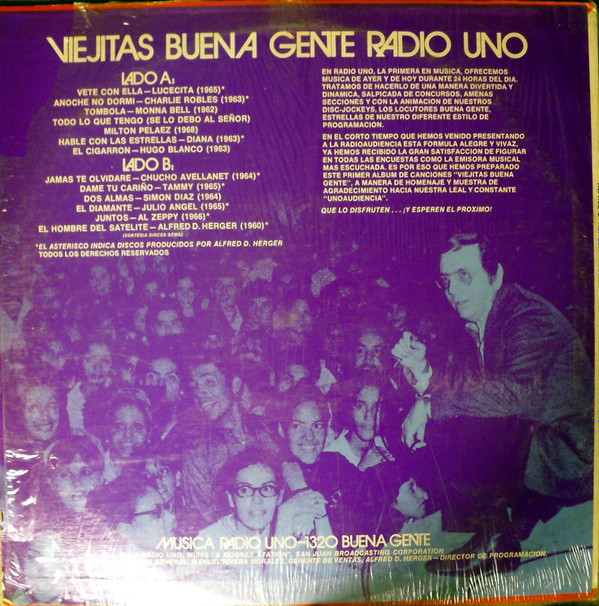 VIEJITAS BUENA GENTE RADIO UNO
LADO A:
VETE CON ELLA—LUCECITA (1965)*
ANOCHE NO DORMI—CHARLIE ROBLES (1963)*
TOMBOLA—MONNA BELL (1962)
TODO LO QUE TENGO (SE LO DEBO AL SEÑOR)
MILTON PELAEZ (1968)
HABLE CON LAS ESTRELLAS—DIANA (1963)*
EL CIGARRON—HUGO BLANCO (1963)
LADO B:
JAMAS TE OLVIDARE—CHUCHO AVELLANET (1964)*
DAME TU CARIÑO—TAMMY (1965)*
DOS ALMAS—SIMON DIAZ (1964)
EL DIAMANTE—JULIO ANGEL (1965)*
JUNTOS—AL ZEPPY (1966)*
EL HOMBRE DEL SATELITE—ALFRED D. HERGER (1960)*
(CORTESIA DISCOS GEMA)
*EL ASTERISCO INDICA DISCOS PRODUCIDOS POR ALFRED D. HERGER
TODOS LOS DERECHOS RESERVADOS
EN RADIO UNO, LA PRIMERA EN MUSICA, OFRECEMOS
MUSICA DE AYER Y DE HOY DURANTE 24 HORAS DEL DIA.
TRATAMOS DE HACERLO DE UNA MANERA DIVERTIDA Y
DINAMICA, SALPICADA DE CONCURSOS, AMENAS
SECCIONES Y CON LA ANIMACION DE NUESTROS
DISC-JOCKEYS, LOS LOCUTORES BUENA GENTE,
ESTRELLAS DE NUESTRO DIFERENTE ESTILO DE
PROGRAMACION.
EN EL CORTO TIEMPO QUE HEMOS VENIDO PRESENTANDO
A LA RADIOAUDIENCIA ESTA FORMULA ALEGRE Y VIVAZ,
YA HEMOS RECIBIDO LA GRAN SATISFACCION DE FIGURAR
EN TODAS LAS ENCUESTAS COMO LA EMISORA MUSICAL
MAS ESCUCHADA. ES POR ESO QUE HEMOS PREPARADO
ESTE PRIMER ALBUM DE CANCIONES "VIEJITAS BUENA
GENTE", A MANERA DE HOMENAJE Y MUESTRA DE
AGRADECIMIENTO HACIA NUESTRA LEAL Y CONSTANTE
"UNOAUDIENCIA".
QUE LO DISFRUTEN . . . ¡Y ESPEREN EL PROXIMO!
MUSICA RADIO UNO—1320 BUENA GENTE
RADIO UNO, WUNO "A MOONEY STATION", SAN JUAN BROADCASTING CORPORATION
GENERAL, MANUEL RIVERA MORALES, GERENTE DE VENTAS, ALFRED D. HERGER—DIRECTOR DE PROGRAMACION.